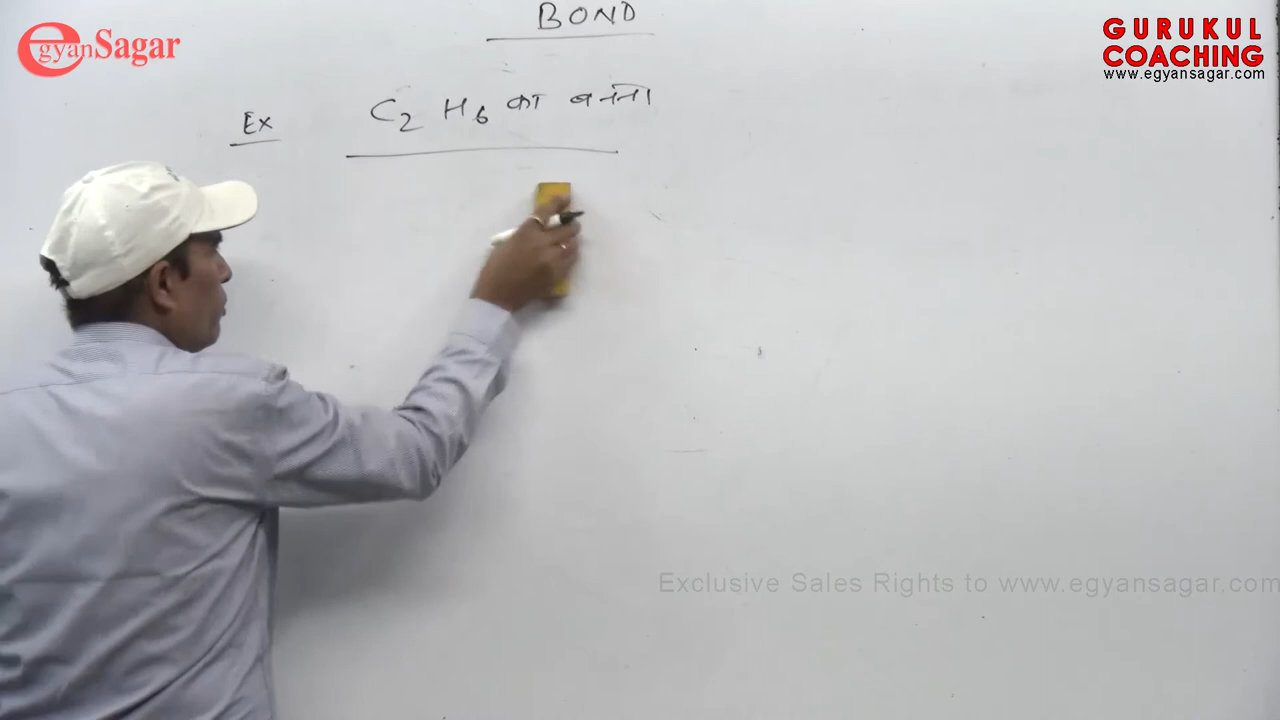 BOND
egyanSagar
GURUKUL
COACHING
www.egyansagar.com
Ex C2 H6 का बनना
Exclusive Sales Rights to www.egyansagar.com